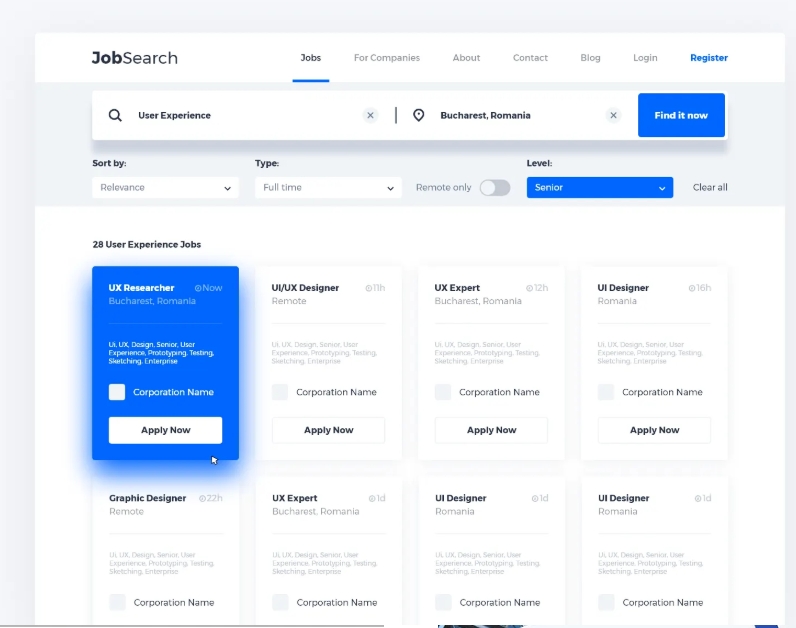 JobSearch
Jobs For Companies About Contact Blog Login Register
User Experience Bucharest, Romania Find it now
Sort by: Type: Level:
Relevance Full time Remote only Senior Clear all
28 User Experience Jobs
UX Researcher Now
Bucharest, Romania
UI, UX, Design, Senior, User
Experience, Prototyping, Testing,
Sketching, Enterprise
Corporation Name
Apply Now
UI/UX Designer 11h
Remote
UI, UX, Design, Senior, User
Experience, Prototyping, Testing,
Sketching, Enterprise
Corporation Name
Apply Now
UX Expert 12h
Bucharest, Romania
UI, UX, Design, Senior, User
Experience, Prototyping, Testing,
Sketching, Enterprise
Corporation Name
Apply Now
UI Designer 16h
Romania
UI, UX, Design, Senior, User
Experience, Prototyping, Testing,
Sketching, Enterprise
Corporation Name
Apply Now
Graphic Designer 22h
Remote
UI, UX, Design, Senior, User
Experience, Prototyping, Testing,
Sketching, Enterprise
Corporation Name
UX Expert 1d
Bucharest, Romania
UI, UX, Design, Senior, User
Experience, Prototyping, Testing,
Sketching, Enterprise
Corporation Name
UI Designer 1d
Romania
UI, UX, Design, Senior, User
Experience, Prototyping, Testing,
Sketching, Enterprise
Corporation Name
UI Designer 1d
Romania
UI, UX, Design, Senior, User
Experience, Prototyping, Testing,
Sketching, Enterprise
Corporation Name